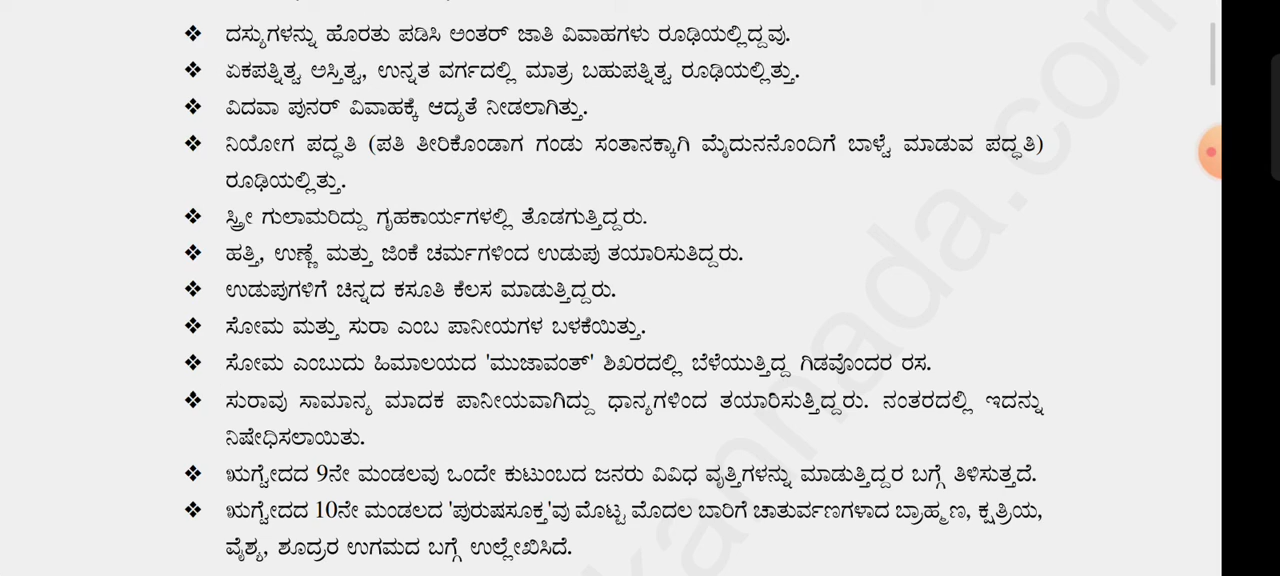 ❖ ದಸ್ಯುಗಳನ್ನು ಹೊರತು ಪಡಿಸಿ ಅಂತರ್ ಜಾತಿ ವಿವಾಹಗಳು ರೂಢಿಯಲ್ಲಿದ್ದವು.
❖ ಏಕಪತ್ನಿತ್ವ ಅಸ್ತಿತ್ವ, ಉನ್ನತ ವರ್ಗದಲ್ಲಿ ಮಾತ್ರ ಬಹುಪತ್ನಿತ್ವ ರೂಢಿಯಲ್ಲಿತ್ತು.
❖ ವಿದವಾ ಪುನರ್ ವಿವಾಹಕ್ಕೆ ಆದ್ಯತೆ ನೀಡಲಾಗಿತ್ತು.
❖ ನಿಯೋಗ ಪದ್ಧತಿ (ಪತಿ ತೀರಿಕೊಂಡಾಗ ಗಂಡು ಸಂತಾನಕ್ಕಾಗಿ ಮೈದುನನೊಂದಿಗೆ ಬಾಳ್ವೆ ಮಾಡುವ ಪದ್ಧತಿ)
ರೂಢಿಯಲ್ಲಿತ್ತು.
❖ ಸ್ತ್ರೀ ಗುಲಾಮರಿದ್ದು ಗೃಹಕಾರ್ಯಗಳಲ್ಲಿ ತೊಡಗುತ್ತಿದ್ದರು.
❖ ಹತ್ತಿ, ಉಣ್ಣೆ ಮತ್ತು ಜಿಂಕೆ ಚರ್ಮಗಳಿಂದ ಉಡುಪು ತಯಾರಿಸುತಿದ್ದರು.
❖ ಉಡುಪುಗಳಿಗೆ ಚಿನ್ನದ ಕಸೂತಿ ಕೆಲಸ ಮಾಡುತ್ತಿದ್ದರು.
❖ ಸೋಮ ಮತ್ತು ಸುರಾ ಎಂಬ ಪಾನೀಯಗಳ ಬಳಕೆಯಿತ್ತು.
❖ ಸೋಮ ಎಂಬುದು ಹಿಮಾಲಯದ 'ಮುಜಾವಂತ್' ಶಿಖರದಲ್ಲಿ ಬೆಳೆಯುತ್ತಿದ್ದ ಗಿಡವೊಂದರ ರಸ.
❖ ಸುರಾವು ಸಾಮಾನ್ಯ ಮಾದಕ ಪಾನೀಯವಾಗಿದ್ದು ಧಾನ್ಯಗಳಿಂದ ತಯಾರಿಸುತ್ತಿದ್ದರು. ನಂತರದಲ್ಲಿ ಇದನ್ನು
ನಿಷೇಧಿಸಲಾಯಿತು.
❖ ಋಗ್ವೇದದ 9ನೇ ಮಂಡಲವು ಒಂದೇ ಕುಟುಂಬದ ಜನರು ವಿವಿಧ ವೃತ್ತಿಗಳನ್ನು ಮಾಡುತ್ತಿದ್ದರ ಬಗ್ಗೆ ತಿಳಿಸುತ್ತದೆ.
❖ ಋಗ್ವೇದದ 10ನೇ ಮಂಡಲದ 'ಪುರುಷಸೂಕ್ತ'ವು ಮೊಟ್ಟ ಮೊದಲ ಬಾರಿಗೆ ಚಾತುರ್ವಣಗಳಾದ ಬ್ರಾಹ್ಮಣ, ಕ್ಷತ್ರಿಯ,
ವೈಶ್ಯ, ಶೂದ್ರರ ಉಗಮದ ಬಗ್ಗೆ ಉಲ್ಲೇಖಿಸಿದೆ.